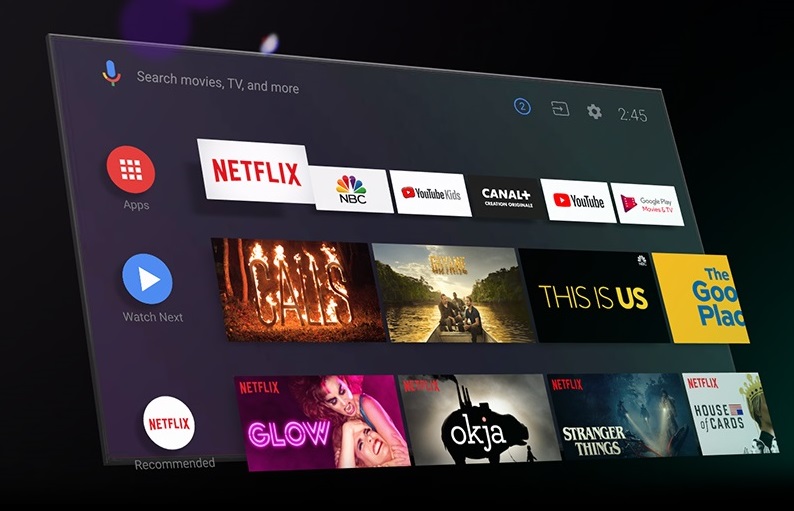 Search movies, TV, and more
2
2:45
Apps
NETFLIX
NBC
YouTube Kids
CANAL+
CREATION ORIGINALE
YouTube
Google Play
Movies & TV
Watch Next
CALLS
GUYANE
THIS IS US
The
Goo
Plac
NETFLIX
Recommended
NETFLIX
GLOW
NETFLIX
okja
NETFLIX
STRANGER
THINGS
NETFLIX
HOUSE
of CARDS